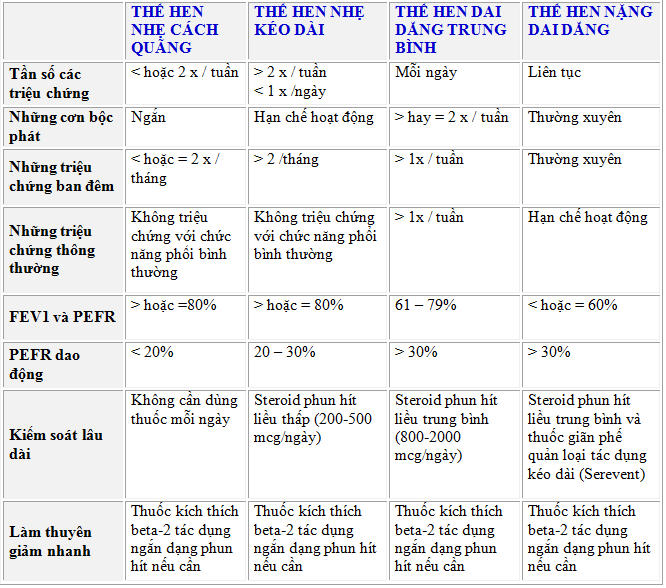 THỂ HEN NHẸ CÁCH QUÃNG
THỂ HEN NHẸ KÉO DÀI
THỂ HEN DAI DẲNG TRUNG BÌNH
THỂ HEN NẶNG DAI DẲNG
Tần số các triệu chứng
< hoặc 2 x / tuần
> 2 x / tuần
< 1 x /ngày
Mỗi ngày
Liên tục
Những cơn bộc phát
Ngắn
Hạn chế hoạt động
> hay = 2 x / tuần
Thường xuyên
Những triệu chứng ban đêm
< hoặc = 2 x / tháng
> 2 /tháng
> 1x / tuần
Thường xuyên
Những triệu chứng thông thường
Không triệu chứng với chức năng phổi bình thường
Không triệu chứng với chức năng phổi bình thường
> 1x / tuần
Hạn chế hoạt động
FEV1 và PEFR
> hoặc =80%
> hoặc = 80%
61 – 79%
< hoặc = 60%
PEFR dao động
< 20%
20 – 30%
> 30%
> 30%
Kiểm soát lâu dài
Không cần dùng thuốc mỗi ngày
Steroid phun hít liều thấp (200-500 mcg/ngày)
Steroid phun hít liều trung bình (800-2000 mcg/ngày)
Steroid phun hít liều trung bình và thuốc giãn phế quản loại tác dụng kéo dài (Serevent)
Làm thuyên giảm nhanh
Thuốc kích thích beta-2 tác dụng ngắn dạng phun hít nếu cần
Thuốc kích thích beta-2 tác dụng ngắn dạng phun hít nếu cần
Thuốc kích thích beta-2 tác dụng ngắn dạng phun hít nếu cần
Thuốc kích thích beta-2 tác dụng ngắn dạng phun hít nếu cần